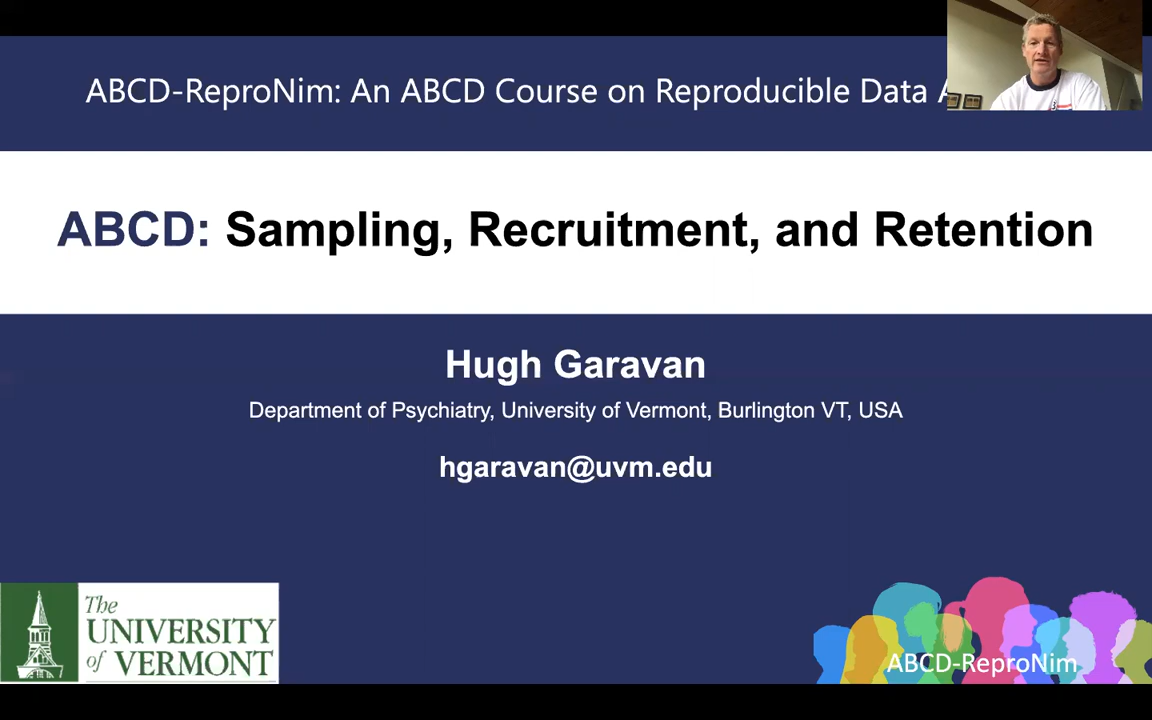 ABCD-ReproNim: An ABCD Course on Reproducible Data
ABCD: Sampling, Recruitment, and Retention
Hugh Garavan
Department of Psychiatry, University of Vermont, Burlington VT, USA
hgaravan@uvm.edu
The
UNIVERSITY
of VERMONT
ABCD-ReproNim